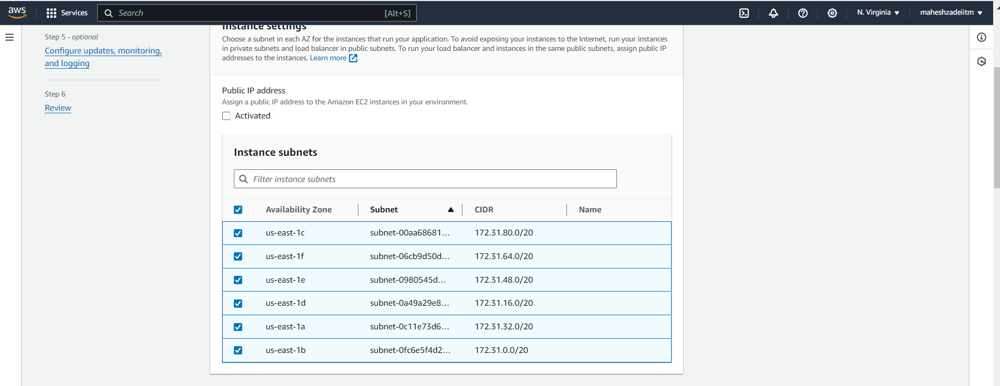 aws Services Search [Alt+S] N. Virginia maheshzadeiitm
Step 5 - optional
Configure updates, monitoring,
and logging
Step 6
Review
Instance settings
Choose a subnet in each AZ for the instances that run your application. To avoid exposing your instances to the Internet, run your instances
in private subnets and load balancer in public subnets. To run your load balancer and instances in the same public subnets, assign public IP
addresses to the instances. Learn more
Public IP address
Assign a public IP address to the Amazon EC2 instances in your environment.
Activated
Instance subnets
Filter instance subnets
Availability Zone Subnet CIDR Name
us-east-1c subnet-00aa68681... 172.31.80.0/20
us-east-1f subnet-06cb9d50d... 172.31.64.0/20
us-east-1e subnet-0980545d... 172.31.48.0/20
us-east-1d subnet-0a49a29e8... 172.31.16.0/20
us-east-1a subnet-0c11e73d6... 172.31.32.0/20
us-east-1b subnet-0fc6e5f4d2... 172.31.0.0/20